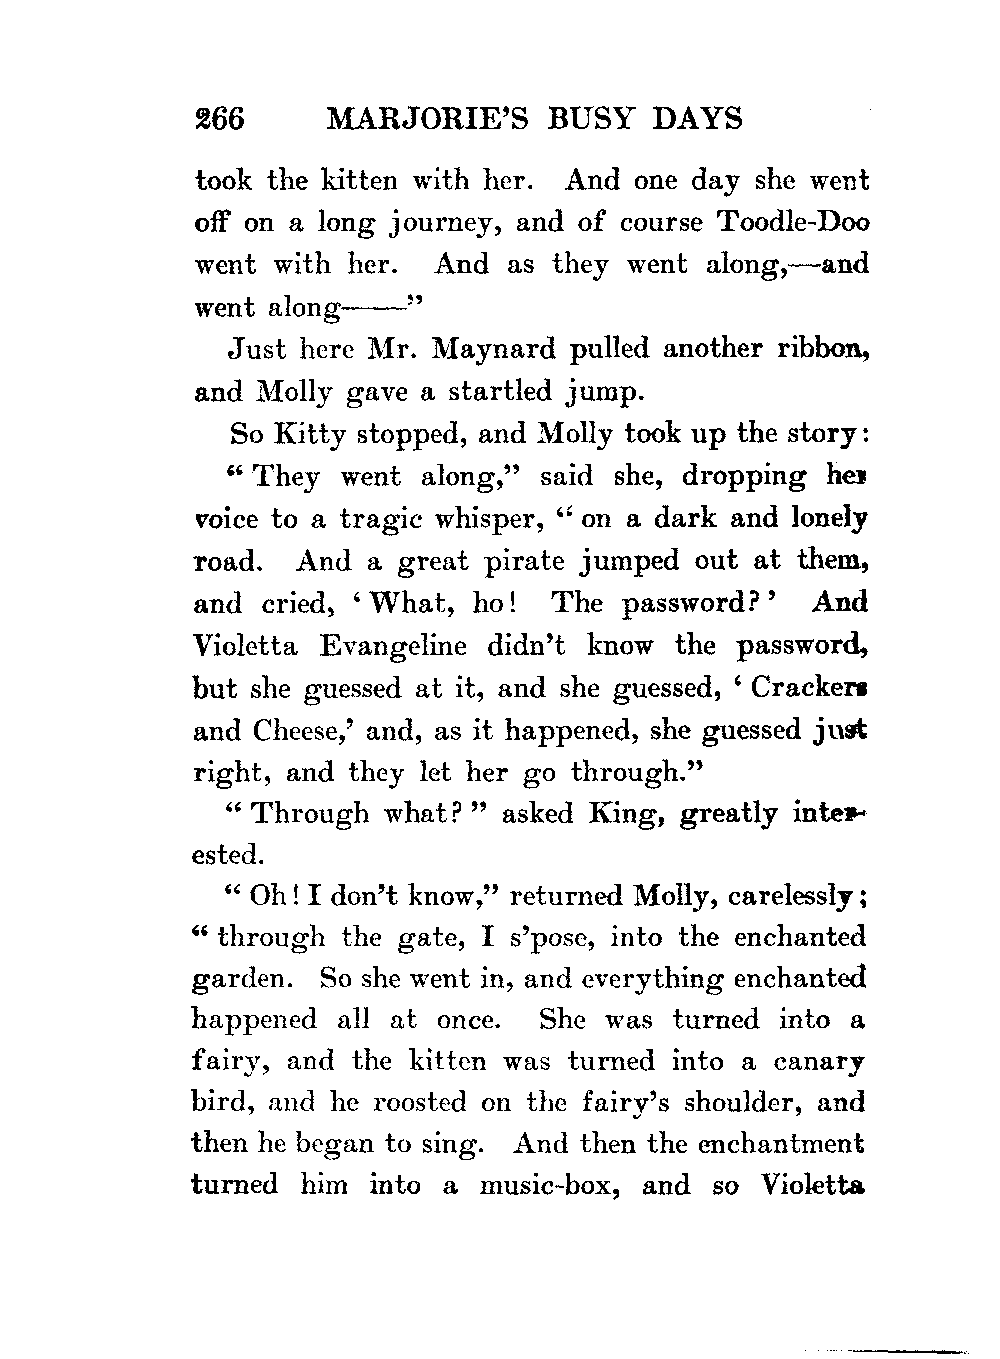 266 MARJORIE'S BUSY DAYS
took the kitten with her. And one day she went
off on a long journey, and of course Toodle-Doo
went with her. And as they went along,—and
went along——"
Just here Mr. Maynard pulled another ribbon,
and Molly gave a startled jump.
So Kitty stopped, and Molly took up the story:
"They went along," said she, dropping her
voice to a tragic whisper, "on a dark and lonely
road. And a great pirate jumped out at them,
and cried, 'What, ho! The password?' And
Violetta Evangeline didn't know the password,
but she guessed at it, and she guessed, 'Crackers
and Cheese,' and, as it happened, she guessed just
right, and they let her go through."
"Through what?" asked King, greatly inter-
ested.
"Oh! I don't know," returned Molly, carelessly;
"through the gate, I s'pose, into the enchanted
garden. So she went in, and everything enchanted
happened all at once. She was turned into a
fairy, and the kitten was turned into a canary
bird, and he roosted on the fairy's shoulder, and
then he began to sing. And then the enchantment
turned him into a music-box, and so Violetta